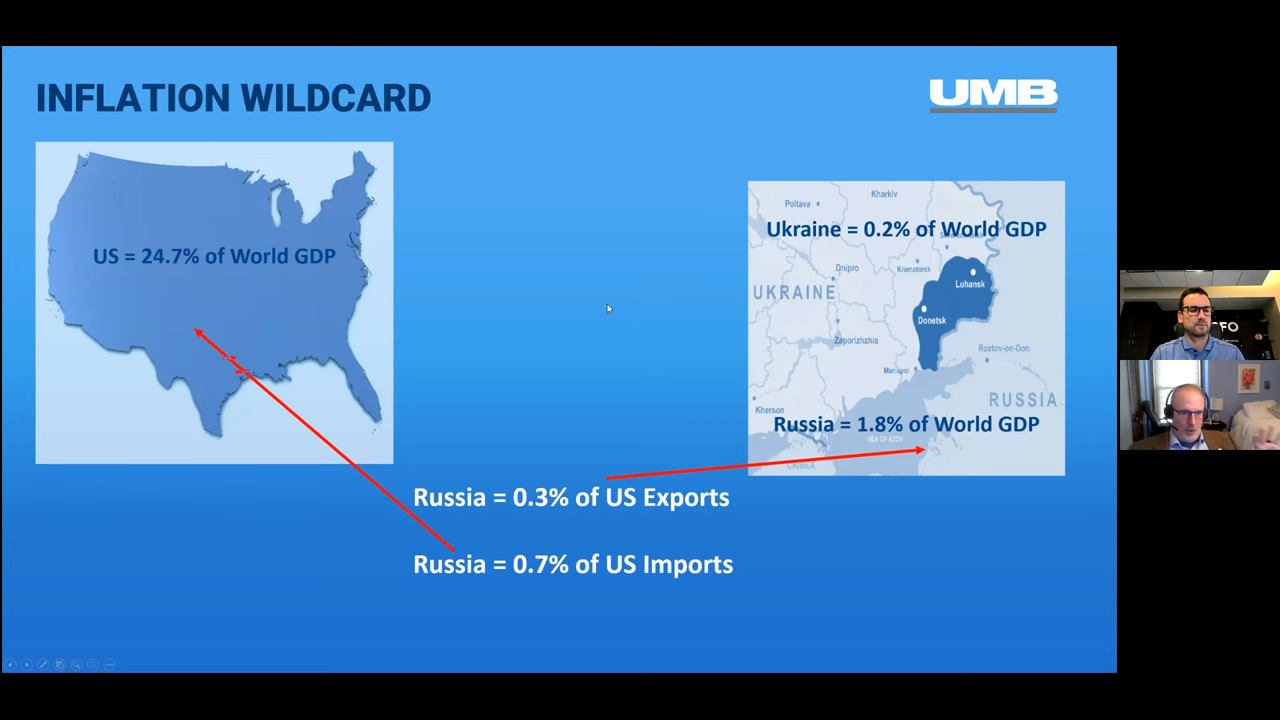 INFLATION WILDCARD
UMB
US = 24.7% of World GDP
Kharkiv
Poltava
Ukraine = 0.2% of World GDP
Dnipro
Kramatorsk
Luhansk
UKRAINE
Donetsk
Zaporizhzhia
Rostov-on-Don
Mariupol
RUSSIA
Kherson
Russia = 1.8% of World GDP
SEA OF AZOV
CRIMEA
Russia = 0.3% of US Exports
Russia = 0.7% of US Imports
FO